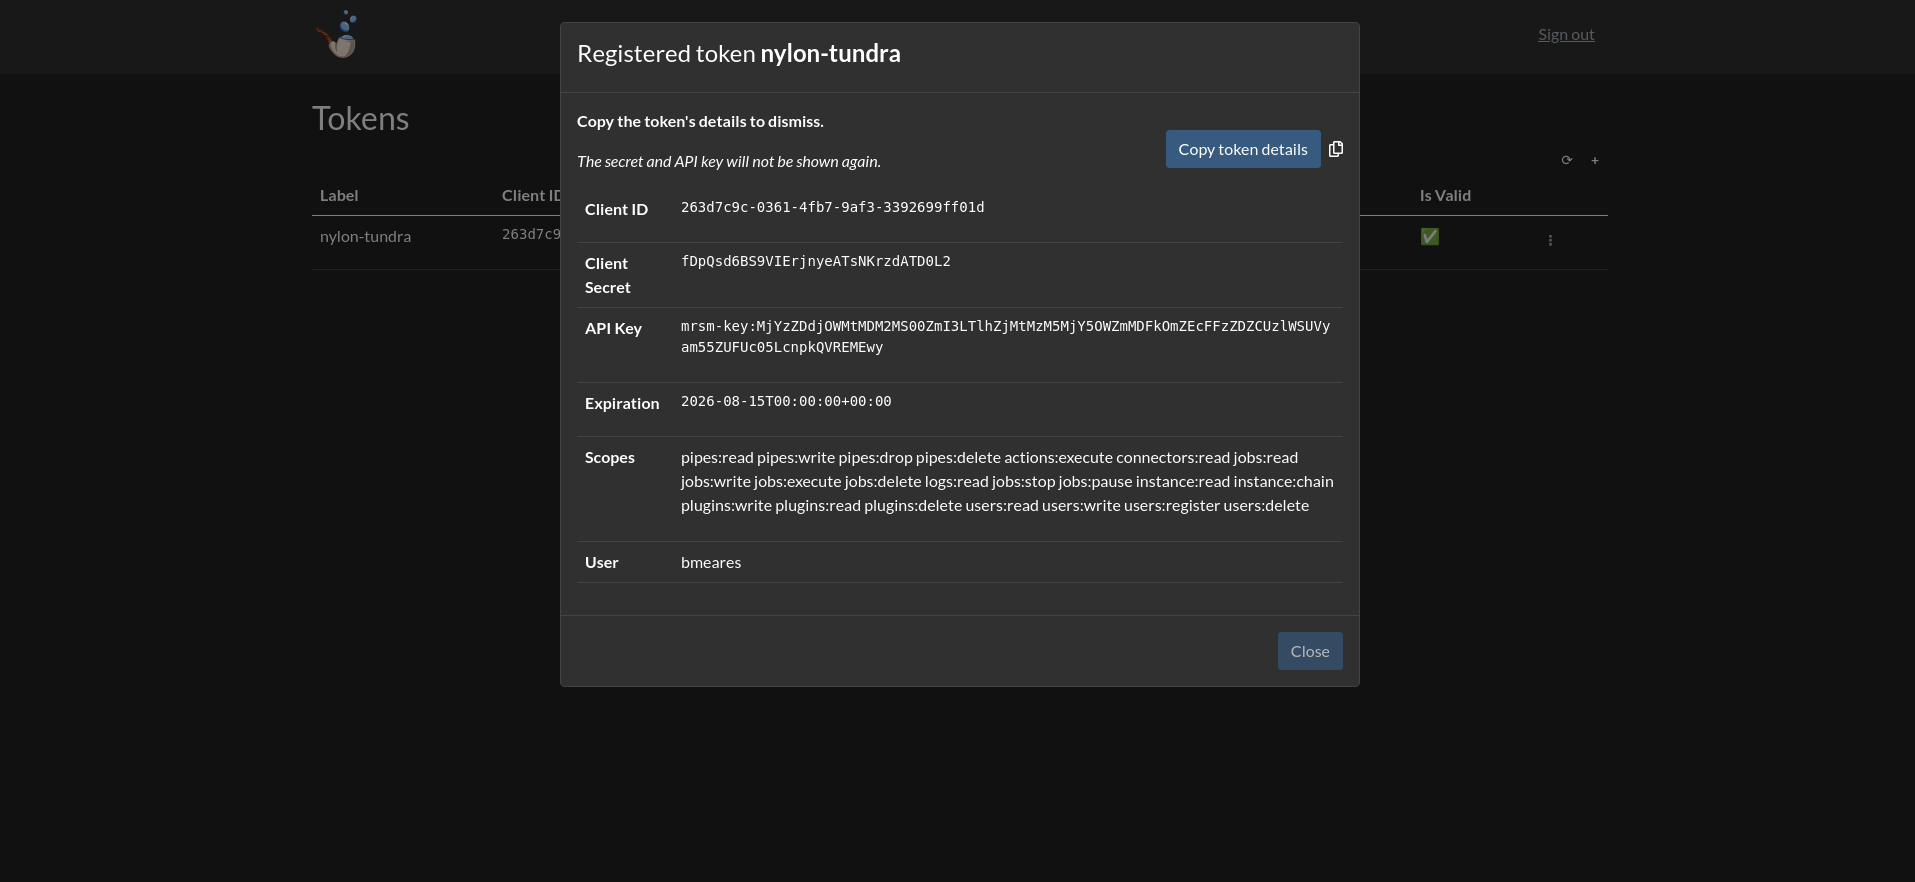 Sign out
Registered token nylon-tundra
Tokens
Copy the token's details to dismiss.
Copy token details
The secret and API key will not be shown again.
Label Client ID Is Valid
nylon-tundra 263d7c9
Client ID 263d7c9c-0361-4fb7-9af3-3392699ff01d
Client Secret fDpQsd6BS9VIErjnyeATsNKrzdATD0L2
API Key mrsm-key:MjYzZDdjOWMtMDM2MS00ZmI3LTlhZjMtMzM5MjY5OWZmMDFkOmZEcFFzZDZCUzlWSUVy
am55ZUFUc05LcnpkQVREMEwy
Expiration 2026-08-15T00:00:00+00:00
Scopes pipes:read pipes:write pipes:drop pipes:delete actions:execute connectors:read jobs:read
jobs:write jobs:execute jobs:delete logs:read jobs:stop jobs:pause instance:read instance:chain
plugins:write plugins:read plugins:delete users:read users:write users:register users:delete
User bmeares
Close